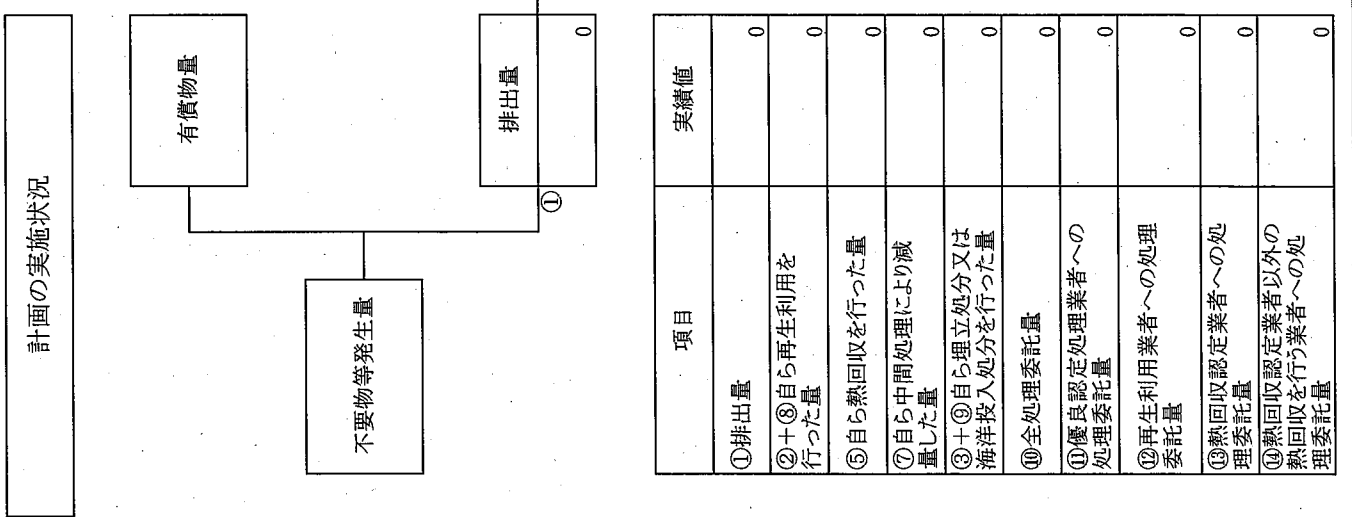 計画の実施状況
有償物量
不要物等発生量
排出量
①
0
項目
実績値
①排出量
0
②+⑧自ら再生利用を
行った量
0
⑤自ら熱回収を行った量
0
⑦自ら中間処理により減
量した量
0
③+⑨自ら埋立処分又は
海洋投入処分を行った量
0
⑩全処理委託量
0
⑪優良認定処理業者への
処理委託量
0
⑫再生利用業者への処理
委託量
0
⑬熱回収認定業者への処
理委託量
0
⑭熱回収認定業者以外の
熱回収を行う業者への処
理委託量
0